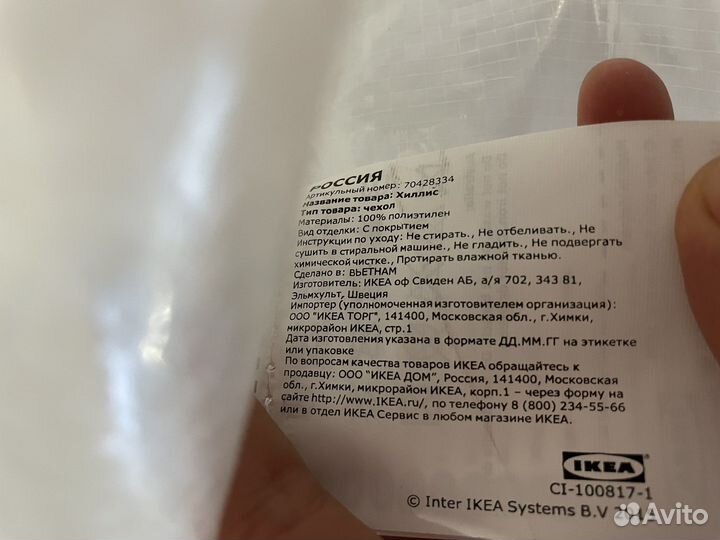 РОССИЯ
Артикульный номер: 70428334
Название товара: Хиллис
Тип товара: чехол
Материалы: 100% полиэтилен
Вид отделки: С покрытием
Инструкции по уходу: Не стирать., Не отбеливать., Не
сушить в стиральной машине., Не гладить., Не подвергать
химической чистке., Протирать влажной тканью.
Сделано в: ВЬЕТНАМ
Изготовитель: ИКЕА оф Свиден АБ, а/я 702, 343 81,
Эльмхульт, Швеция
Импортер (уполномоченная изготовителем организация):
ООО "ИКЕА ТОРГ", 141400, Московская обл., г.Химки,
микрорайон ИКЕА, стр.1
Дата изготовления указана в формате ДД.ММ.ГГ на этикетке
или упаковке
По вопросам качества товаров ИКЕА обращайтесь к
продавцу: ООО "ИКЕА ДОМ", Россия, 141400, Московская
обл., г.Химки, микрорайон ИКЕА, корп.1 – через форму на
сайте http://www.IKEA.ru/, по телефону 8 (800) 234-55-66
или в отдел ИКЕА Сервис в любом магазине ИКЕА.
IKEA
CI-100817-1
© Inter IKEA Systems B.V
Avito